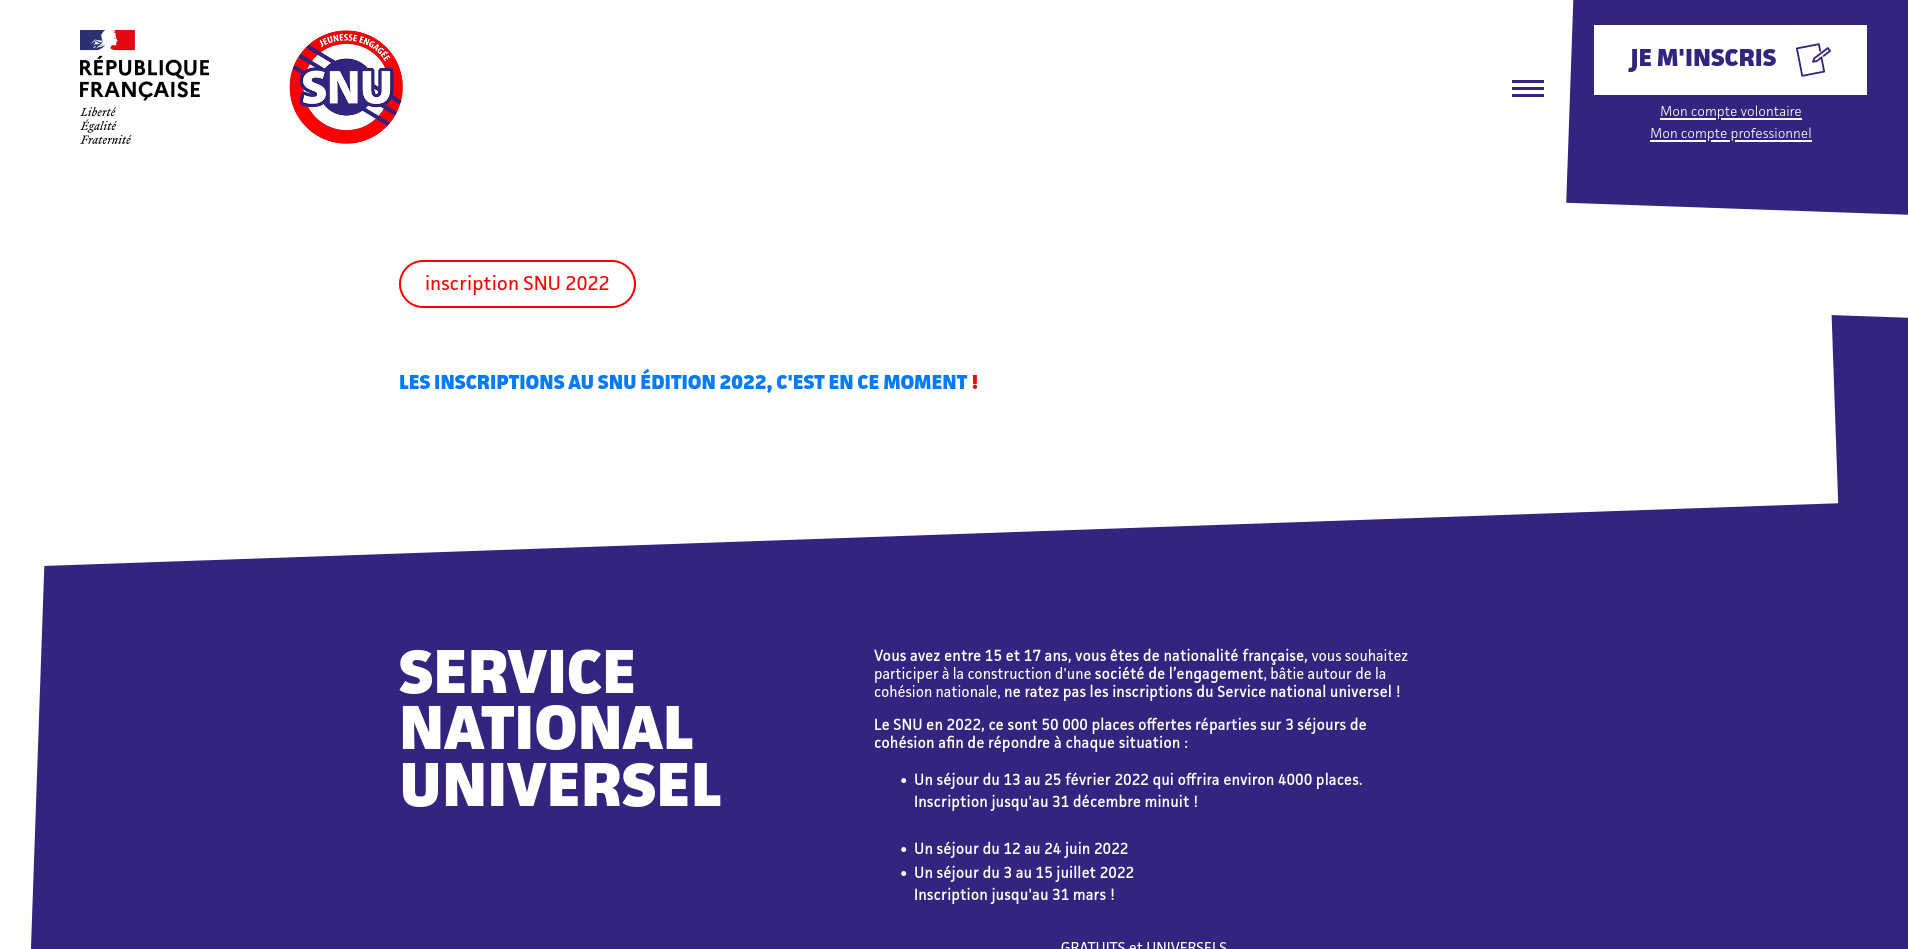 RÉPUBLIQUE
FRANÇAISE
Liberté
Égalité
Fraternité
JEUNESSE ENGAGÉE
SNU
JE M'INSCRIS
Mon compte volontaire
Mon compte professionnel
inscription SNU 2022
LES INSCRIPTIONS AU SNU ÉDITION 2022, C'EST EN CE MOMENT !
SERVICE
NATIONAL
UNIVERSEL
Vous avez entre 15 et 17 ans, vous êtes de nationalité française, vous souhaitez
participer à la construction d'une société de l’engagement, bâtie autour de la
cohésion nationale, ne ratez pas les inscriptions du Service national universel !
Le SNU en 2022, ce sont 50 000 places offertes réparties sur 3 séjours de
cohésion afin de répondre à chaque situation :
• Un séjour du 13 au 25 février 2022 qui offrira environ 4000 places.
Inscription jusqu'au 31 décembre minuit !
• Un séjour du 12 au 24 juin 2022
• Un séjour du 3 au 15 juillet 2022
Inscription jusqu'au 31 mars !
GRATUITS et UNIVERSELS